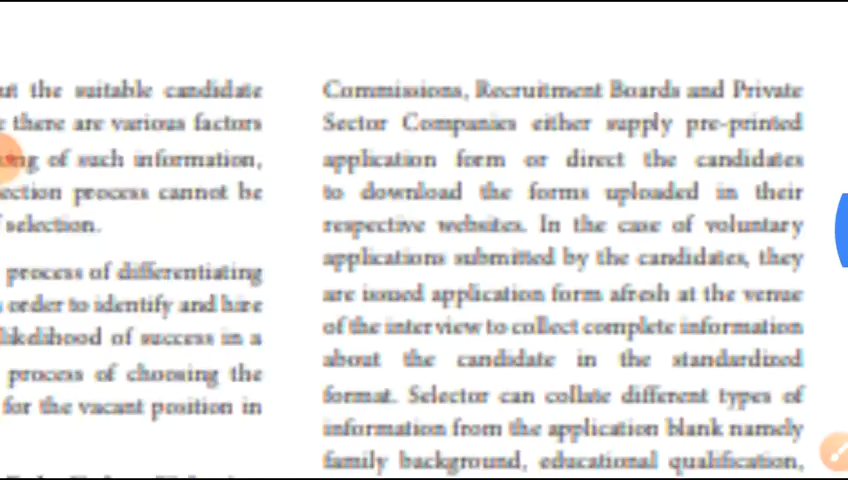 the suitable candidate
there are various factors
of such information,
process cannot be
selection.
process of differentiating
order to identify and hire
likelihood of success in a
process of choosing the
for the vacant position in
Commissions, Recruitment Boards and Private
Sector Companies either supply pre-printed
application form or direct the candidates
to download the forms uploaded in their
respective websites. In the case of voluntary
applications submitted by the candidates, they
are issued application form afresh at the venue
of the interview to collect complete information
about the candidate in the standardized
format. Selector can collate different types of
information from the application blank namely
family background, educational qualification,